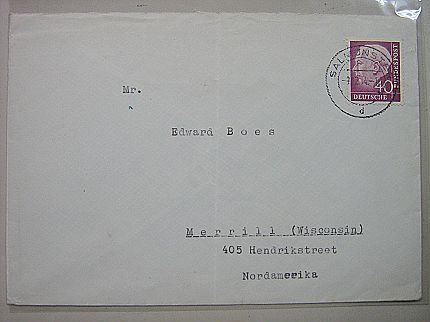 Mr.
Edward Boes
Merrill (Wisconsin)
405 Hendrikstreet
Nordamerika
40
DEUTSCHE
BUNDESPOST
d